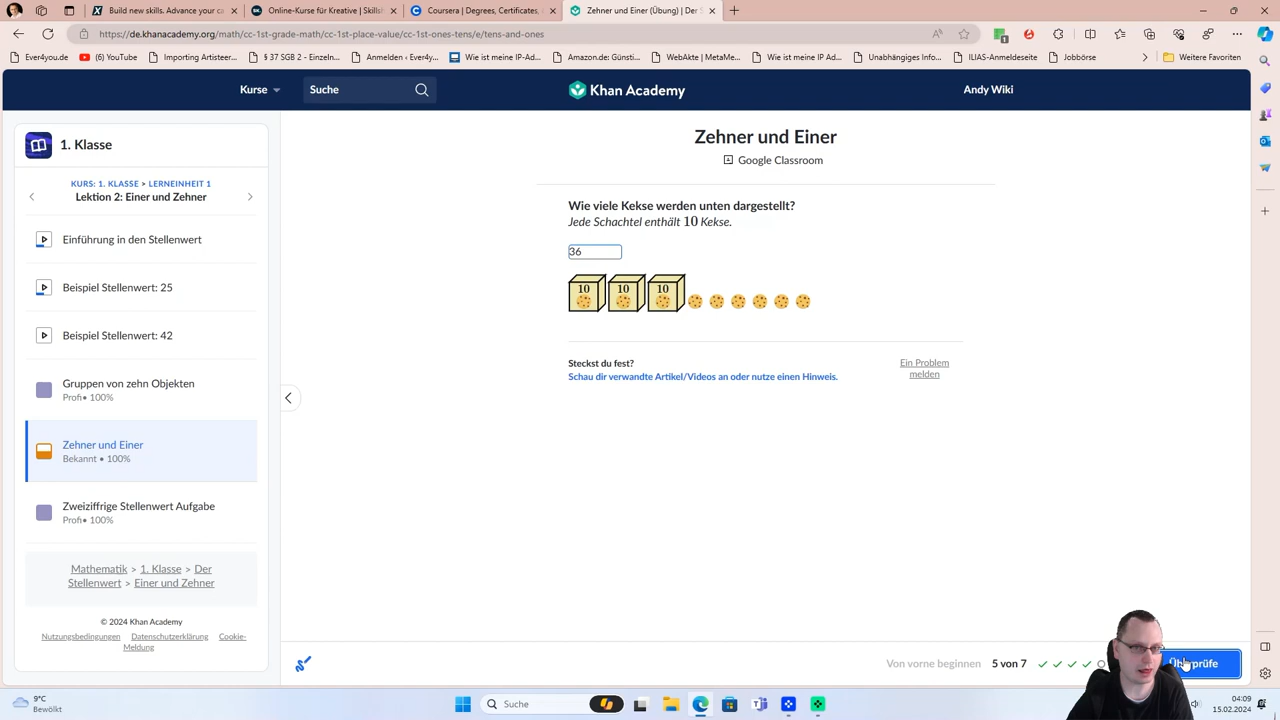 Build new skills. Advance your ca
Online-Kurse für Kreative | Skills
Coursera | Degrees, Certificates,
Zehner und Einer (Übung) | Der S
https://de.khanacademy.org/math/cc-1st-grade-math/cc-1st-place-value/cc-1st-ones-tens/e/tens-and-ones
Ever4you.de
(6) YouTube
Importing Artisteer...
§ 37 SGB 2 - Einzeln...
Anmelden ‹ Ever4y...
Wie ist meine IP-Ad...
Amazon.de: Günsti...
WebAkte | MetaMe...
Wie ist meine IP Ad...
Unabhängiges Info...
ILIAS-Anmeldeseite
Jobbörse
Weitere Favoriten
Kurse
Suche
Khan Academy
Andy Wiki
1. Klasse
KURS: 1. KLASSE > LERNEINHEIT 1
Lektion 2: Einer und Zehner
Einführung in den Stellenwert
Beispiel Stellenwert: 25
Beispiel Stellenwert: 42
Gruppen von zehn Objekten
Profi • 100%
Zehner und Einer
Bekannt • 100%
Zweiziffrige Stellenwert Aufgabe
Profi • 100%
Mathematik > 1. Klasse > Der
Stellenwert > Einer und Zehner
© 2024 Khan Academy
Nutzungsbedingungen Datenschutzerklärung Cookie-
Meldung
Zehner und Einer
Google Classroom
Wie viele Kekse werden unten dargestellt?
Jede Schachtel enthält 10 Kekse.
36
10 10 10
Steckst du fest?
Schau dir verwandte Artikel/Videos an oder nutze einen Hinweis.
Ein Problem
melden
Von vorne beginnen
5 von 7
Überprüfe
9°C
Bewölkt
Suche
04:09
15.02.2024